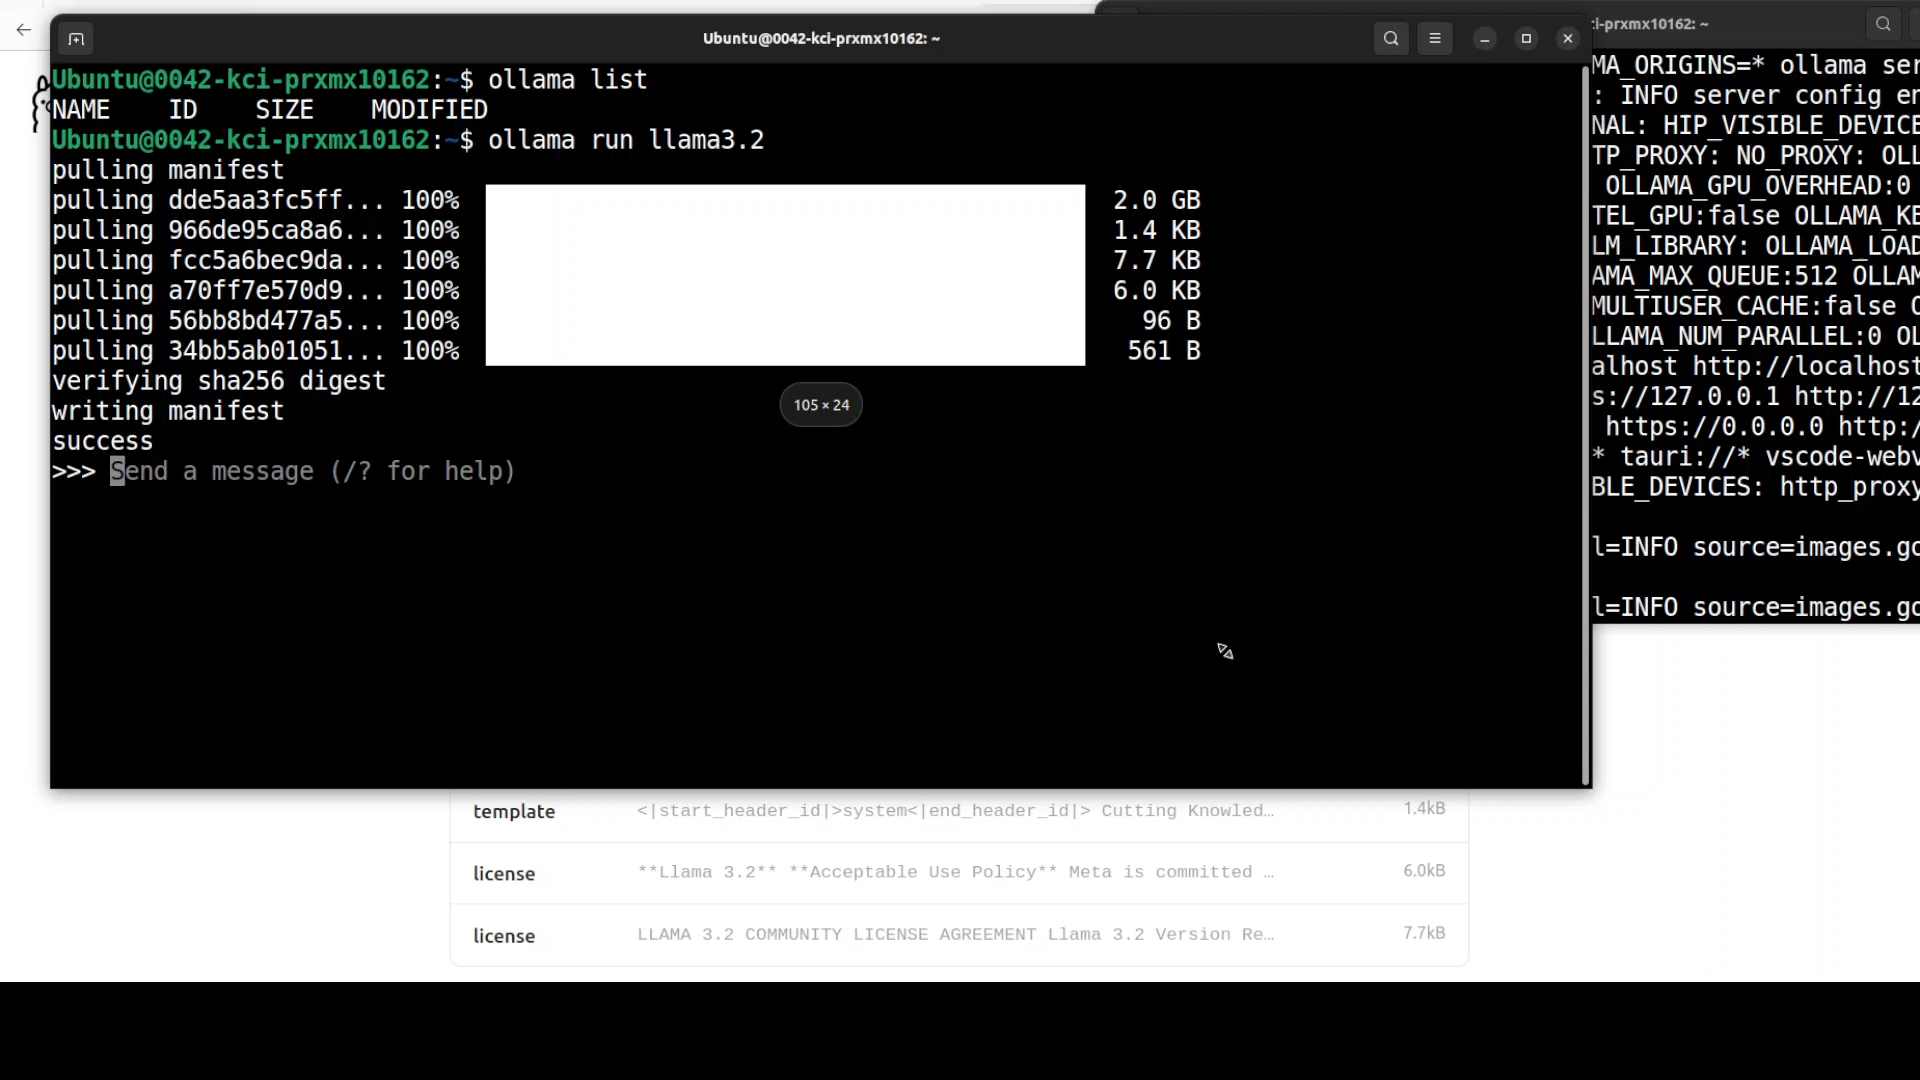 Ubuntu@0042-kci-prxmx10162: ~
Ubuntu@0042-kci-prxmx10162:~$ ollama list
NAME ID SIZE MODIFIED
Ubuntu@0042-kci-prxmx10162:~$ ollama run llama3.2
pulling manifest
pulling dde5aa3fc5ff... 100% 2.0 GB
pulling 966de95ca8a6... 100% 1.4 KB
pulling fcc5a6bec9da... 100% 7.7 KB
pulling a70ff7e570d9... 100% 6.0 KB
pulling 56bb8bd477a5... 100% 96 B
pulling 34bb5ab01051... 100% 561 B
verifying sha256 digest
writing manifest
success
>>> Send a message (/? for help)
105 × 24
ci-prxmx10162: ~
MA_ORIGINS=* ollama ser
: INFO server config en
NAL: HIP_VISIBLE_DEVICE
TP_PROXY: NO_PROXY: OLL
OLLAMA_GPU_OVERHEAD:0
TEL_GPU:false OLLAMA_KE
LM_LIBRARY: OLLAMA_LOAD
AMA_MAX_QUEUE:512 OLLAM
MULTIUSER_CACHE:false O
LLAMA_NUM_PARALLEL:0 OL
alhost http://localhost
s://127.0.0.1 http://12
https://0.0.0.0 http:/
* tauri://* vscode-webv
BLE_DEVICES: http_proxy
l=INFO source=images.go
l=INFO source=images.go
template <|start_header_id|>system<|end_header_id|> Cutting Knowled… 1.4kB
license **Llama 3.2** **Acceptable Use Policy** Meta is committed … 6.0kB
license LLAMA 3.2 COMMUNITY LICENSE AGREEMENT Llama 3.2 Version Re… 7.7kB